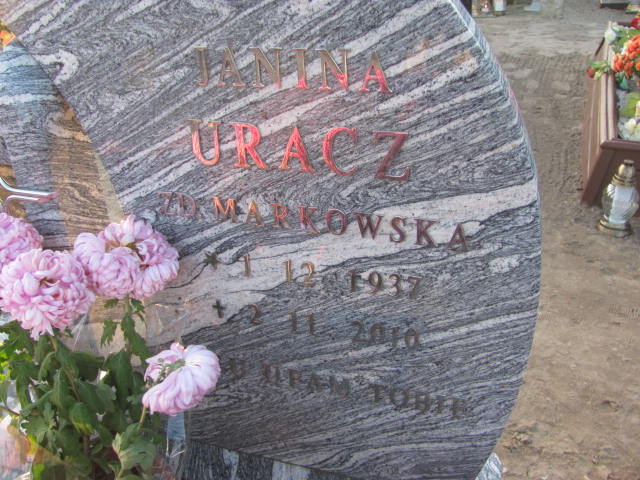 JANINA
URACZ
ZD. MARKOWSKA
* 1 12 1937
+ 2 11 2010
UFAM TOBIE